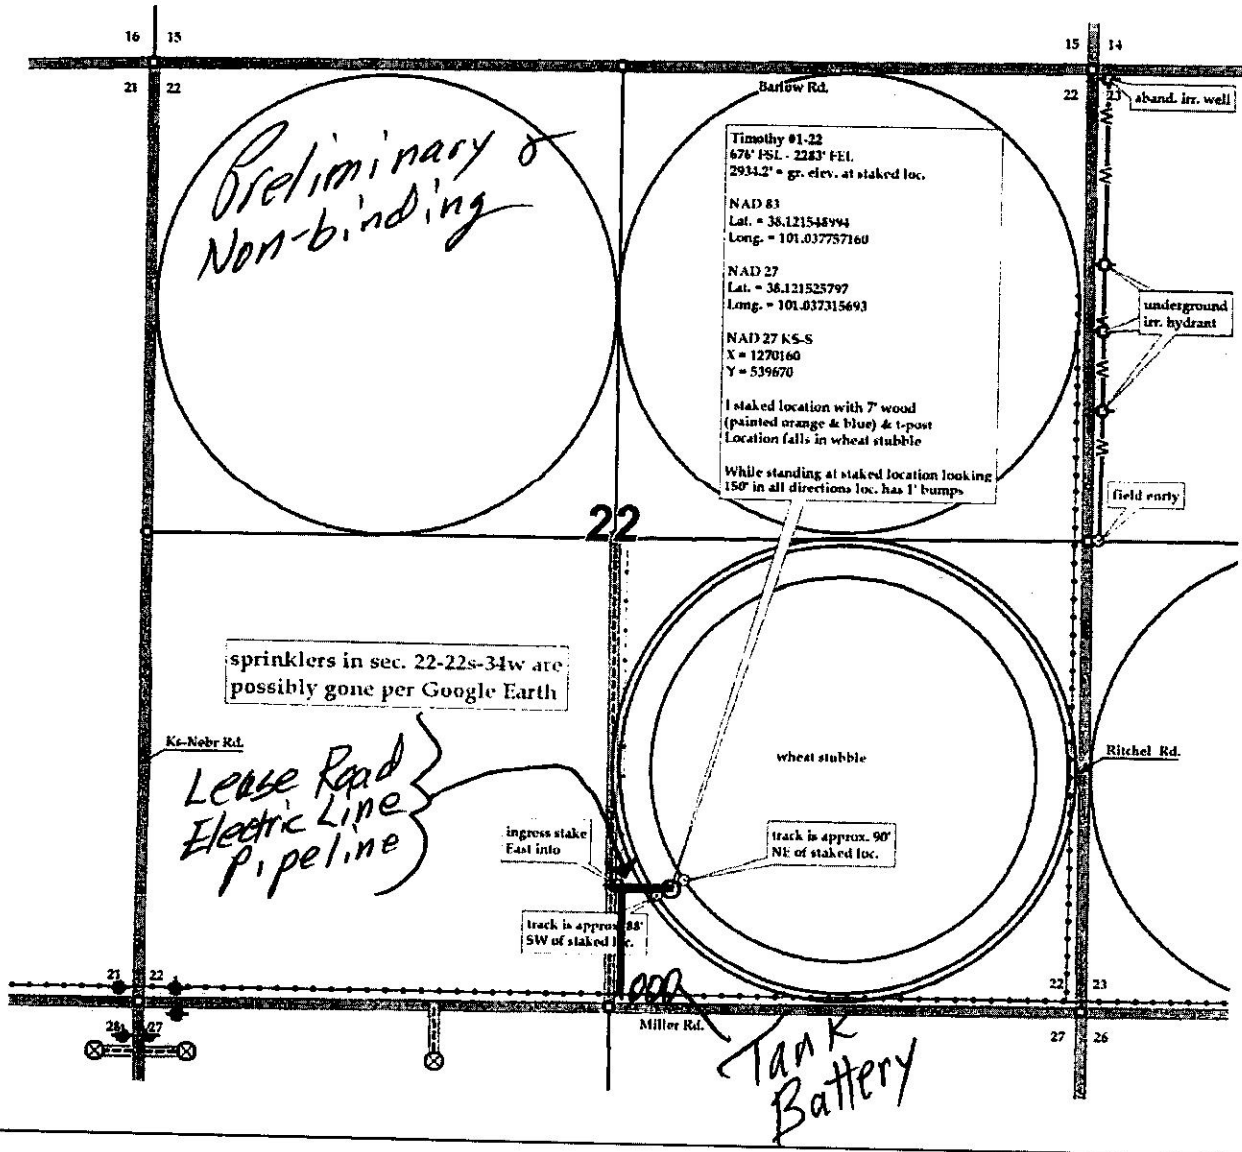 16 15
15 14
21 22
22 23
Barlow Rd.
aband. irr. well
Preliminary &
Non-binding
Timothy #1-22
676' FSL - 2283' FEL
2934.2' = gr. elev. at staked loc.
NAD 83
Lat. = 38.121548994
Long. = 101.037757160
NAD 27
Lat. = 38.121525797
Long. = 101.037315693
NAD 27 KS-S
X = 1270160
Y = 539670
I staked location with 7' wood
(painted orange & blue) & t-post
Location falls in wheat stubble
While standing at staked location looking
150' in all directions loc. has 1' bumps
underground
irr. hydrant
field enrty
22
sprinklers in sec. 22-22s-34w are
possibly gone per Google Earth
Ks-Nebr Rd.
Lease Road
Electric Line
Pipeline
wheat stubble
Ritchel Rd.
ingress stake
East into
track is approx. 90'
NE of staked loc.
track is approx. 88'
SW of staked loc.
21 22
22 23
28 27
Miller Rd.
27 26
Tank
Battery